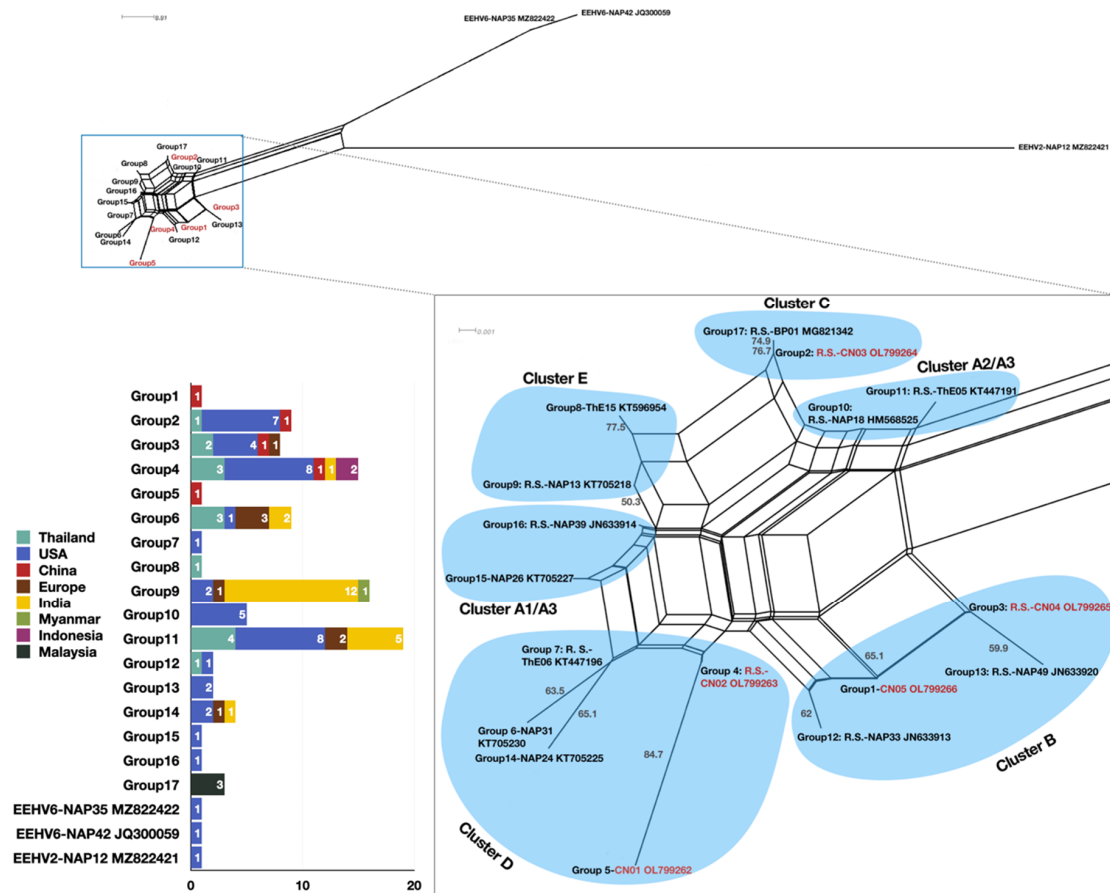 0.01
EEHV6-NAP35 MZ822422
EEHV6-NAP42 JQ300059
EEHV2-NAP12 MZ822421
Group17
Group2
Group11
Group8
Group10
Group9
Group16
Group15
Group7
Group6
Group14
Group5
Group4
Group1
Group12
Group3
Group13
Group1
1
Group2
1 7 1
Group3
2 4 1 1
Group4
3 8 1 1 2
Group5
1
Group6
3 1 3 2
Group7
1
Group8
1
Group9
2 1 12 1
Group10
5
Group11
4 8 2 5
Group12
1 1
Group13
2
Group14
2 1 1
Group15
1
Group16
1
Group17
3
EEHV6-NAP35 MZ822422
1
EEHV6-NAP42 JQ300059
1
EEHV2-NAP12 MZ822421
1
0 10 20
Thailand
USA
China
Europe
India
Myanmar
Indonesia
Malaysia
0.001
Cluster C
Group17: R.S.-BP01 MG821342
74.9
76.7
Group2: R.S.-CN03 OL799264
Cluster A2/A3
Group11: R.S.-ThE05 KT447191
Group10:
R.S.-NAP18 HM568525
Cluster E
Group8-ThE15 KT596954
77.5
Group9: R.S.-NAP13 KT705218
50.3
Group16: R.S.-NAP39 JN633914
Group15-NAP26 KT705227
Cluster A1/A3
Group 7: R. S.-
ThE06 KT447196
63.5
65.1
Group 6-NAP31
KT705230
Group14-NAP24 KT705225
Group 4: R.S.-
CN02 OL799263
84.7
Group 5-CN01 OL799262
Cluster D
Group3: R.S.-CN04 OL799265
65.1
59.9
Group13: R.S.-NAP49 JN633920
Group1-CN05 OL799266
62
Group12: R.S.-NAP33 JN633913
Cluster B